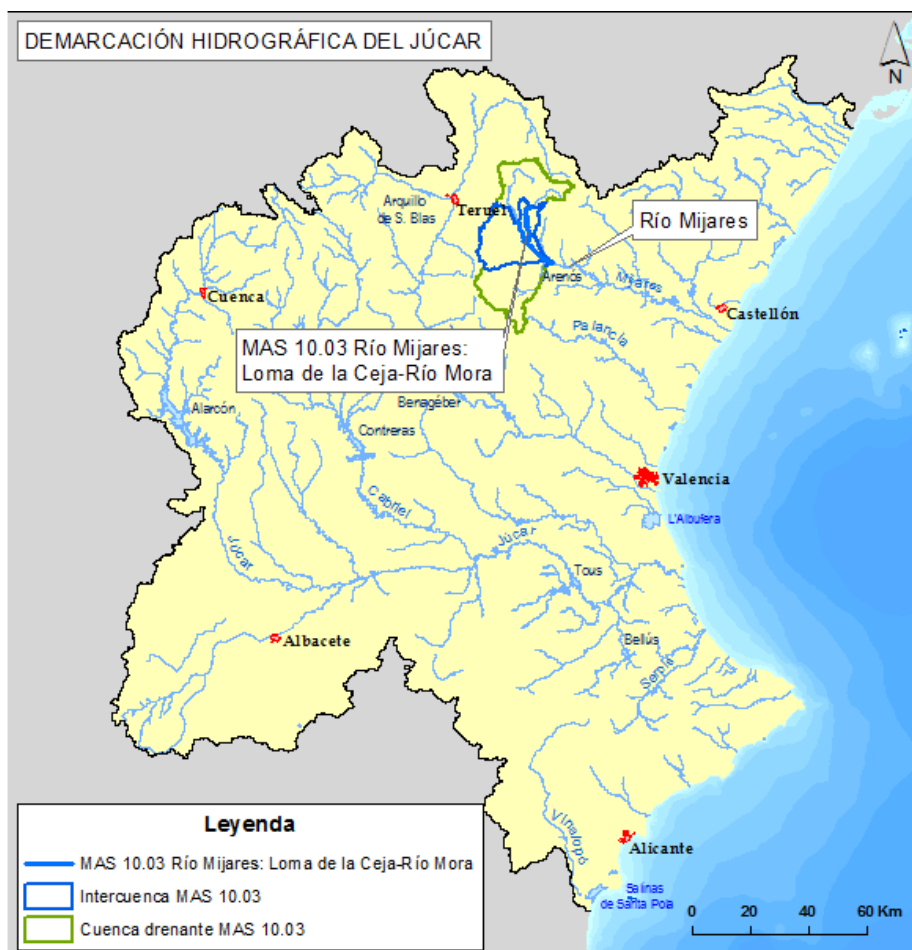 DEMARCACIÓN HIDROGRÁFICA DEL JÚCAR
N
Arquillo
de S. Blas
Teruel
Río Mijares
Arenós
Mijares
Cuenca
Castellón
Palancia
MAS 10.03 Río Mijares:
Loma de la Ceja-Río Mora
Benagéber
Alarcón
Contreras
Valencia
Cabriel
L'Albufera
Júcar
Júcar
Tous
Albacete
Bellús
Serpis
Vinalopó
Alicante
Salinas
de Santa Pola
Leyenda
MAS 10.03 Río Mijares: Loma de la Ceja-Río Mora
Intercuenca MAS 10.03
Cuenca drenante MAS 10.03
0 20 40 60 Km